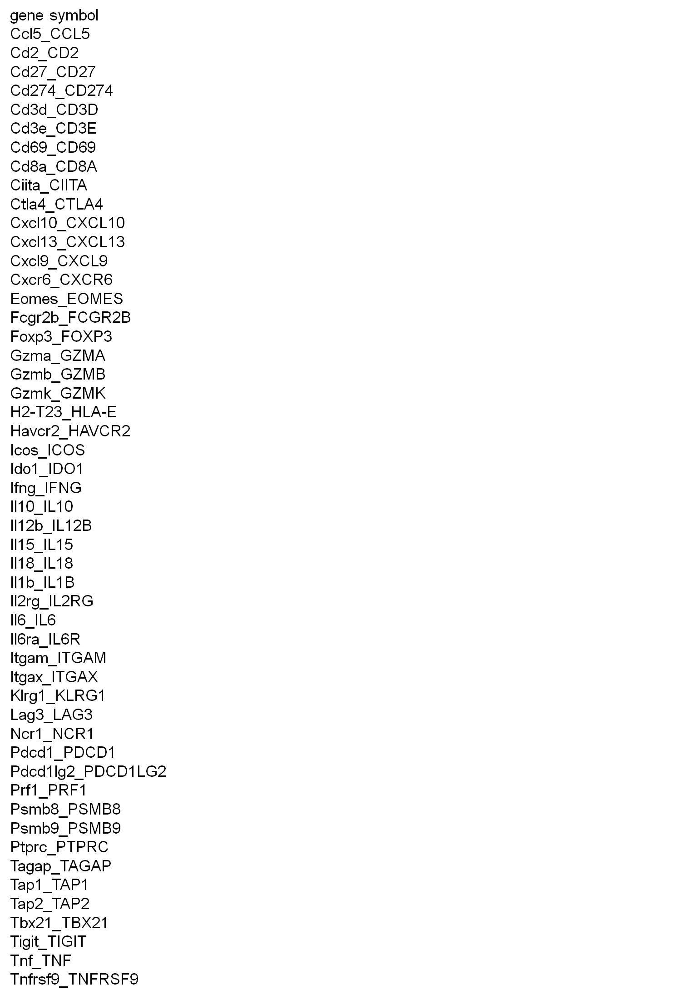 gene symbol
Ccl5_CCL5
Cd2_CD2
Cd27_CD27
Cd274_CD274
Cd3d_CD3D
Cd3e_CD3E
Cd69_CD69
Cd8a_CD8A
Ciita_CIITA
Ctla4_CTLA4
Cxcl10_CXCL10
Cxcl13_CXCL13
Cxcl9_CXCL9
Cxcr6_CXCR6
Eomes_EOMES
Fcgr2b_FCGR2B
Foxp3_FOXP3
Gzma_GZMA
Gzmb_GZMB
Gzmk_GZMK
H2-T23_HLA-E
Havcr2_HAVCR2
Icos_ICOS
Ido1_IDO1
Ifng_IFNG
Il10_IL10
Il12b_IL12B
Il15_IL15
Il18_IL18
Il1b_IL1B
Il2rg_IL2RG
Il6_IL6
Il6ra_IL6R
Itgam_ITGAM
Itgax_ITGAX
Klrg1_KLRG1
Lag3_LAG3
Ncr1_NCR1
Pdcd1_PDCD1
Pdcd1lg2_PDCD1LG2
Prf1_PRF1
Psmb8_PSMB8
Psmb9_PSMB9
Ptprc_PTPRC
Tagap_TAGAP
Tap1_TAP1
Tap2_TAP2
Tbx21_TBX21
Tigit_TIGIT
Tnf_TNF
Tnfrsf9_TNFRSF9